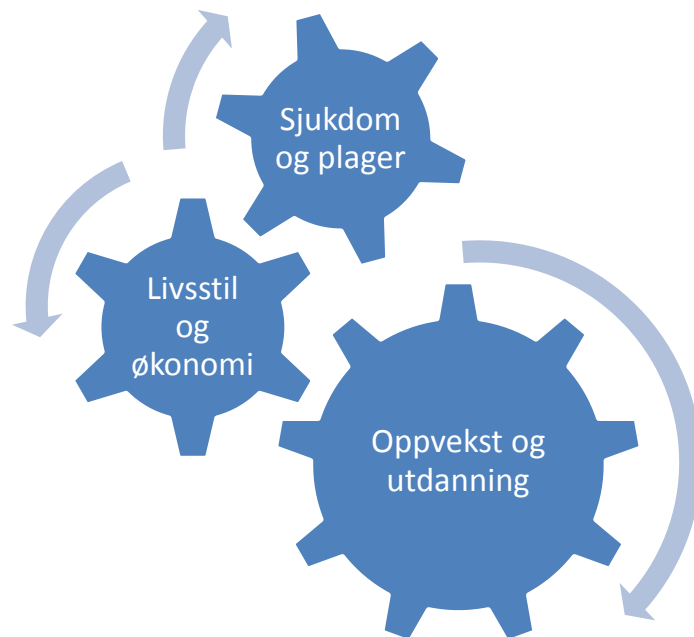 Sjukdom
og plager
Livsstil
og
økonomi
Oppvekst og
utdanning